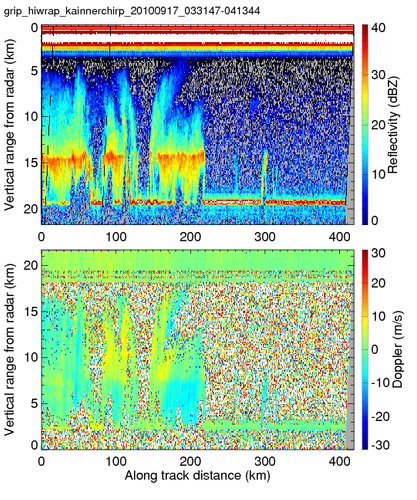 grip_hiwrap_kainnerchirp_20100917_033147-041344
Vertical range from radar (km)
0
5
10
15
20
0 100 200 300 400
40
30
20
10
0
Reflectivity (dBZ)
Vertical range from radar (km)
20
15
10
5
0
0 100 200 300 400
Along track distance (km)
30
20
10
0
-10
-20
-30
Doppler (m/s)